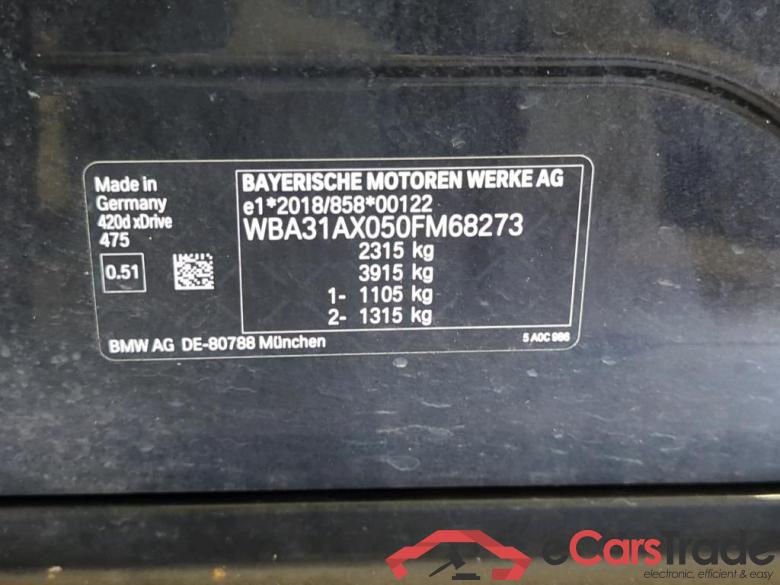 Made in
Germany
420d xDrive
475
0.51
BAYERISCHE MOTOREN WERKE AG
e1*2018/858*00122
WBA31AX050FM68273
2315 kg
3915 kg
1- 1105 kg
2- 1315 kg
BMW AG DE-80788 München
5 A0C 986
eCarsTrade
electronic, efficient & easy